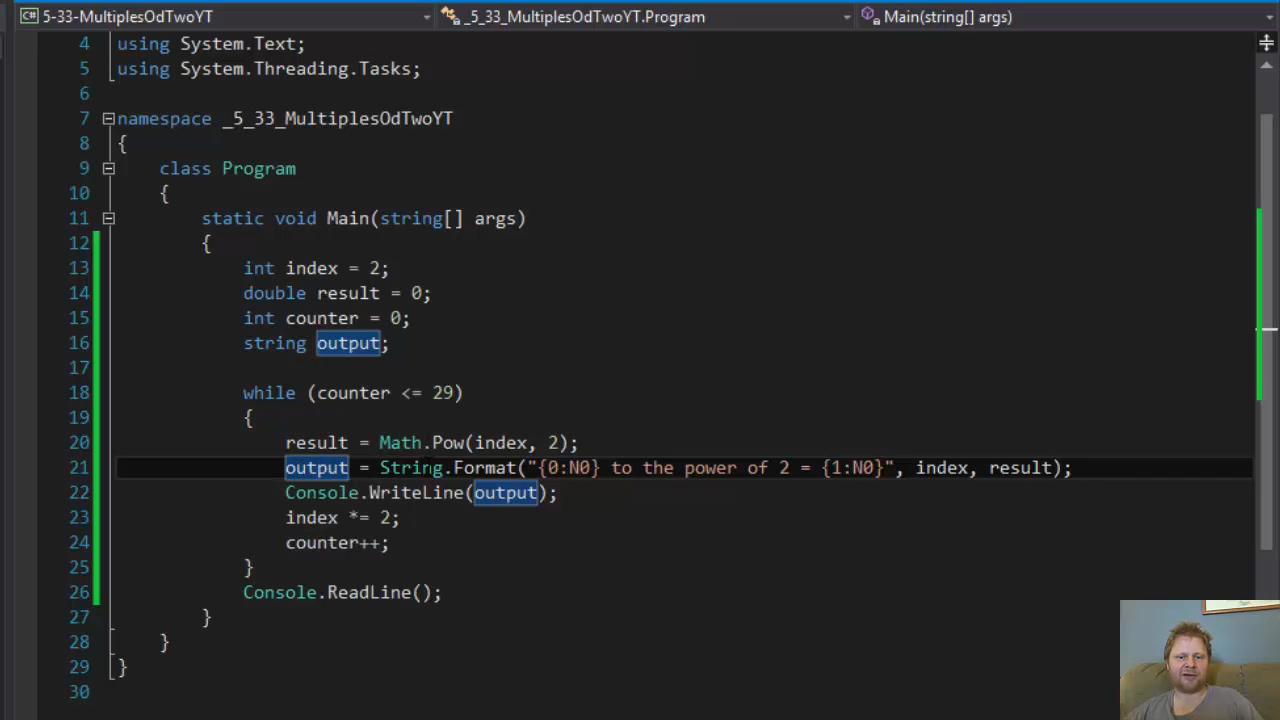 5-33-MultiplesOdTwoYT _5_33_MultiplesOdTwoYT.Program Main(string[] args)
4 using System.Text;
5 using System.Threading.Tasks;
6
7 namespace _5_33_MultiplesOdTwoYT
8 {
9 class Program
10 {
11 static void Main(string[] args)
12 {
13 int index = 2;
14 double result = 0;
15 int counter = 0;
16 string output;
17
18 while (counter <= 29)
19 {
20 result = Math.Pow(index, 2);
21 output = String.Format("{0:N0} to the power of 2 = {1:N0}", index, result);
22 Console.WriteLine(output);
23 index *= 2;
24 counter++;
25 }
26 Console.ReadLine();
27 }
28 }
29 }
30